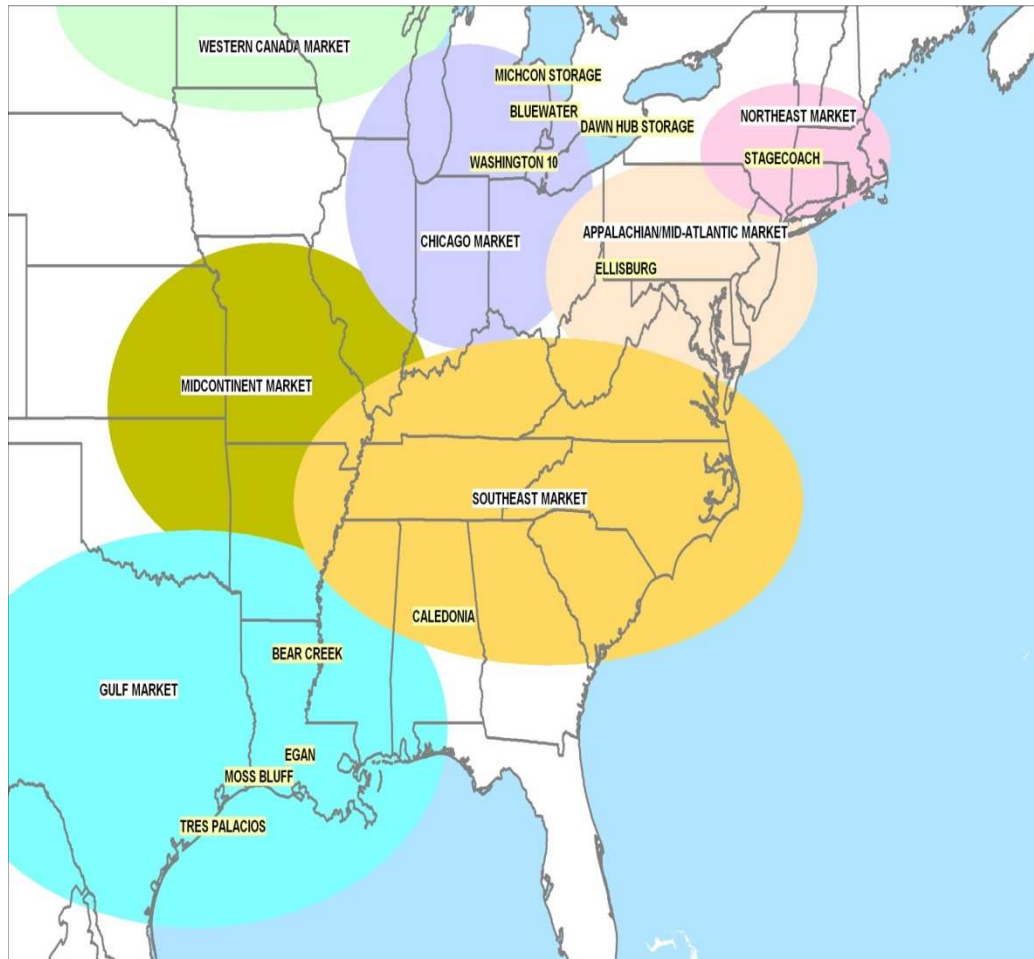 WESTERN CANADA MARKET
MICHCON STORAGE
BLUEWATER
NORTHEAST MARKET
DAWN HUB STORAGE
STAGECOACH
WASHINGTON 10
APPALACHIAN/MID-ATLANTIC MARKET
CHICAGO MARKET
ELLISBURG
MIDCONTINENT MARKET
SOUTHEAST MARKET
CALEDONIA
BEAR CREEK
GULF MARKET
EGAN
MOSS BLUFF
TRES PALACIOS